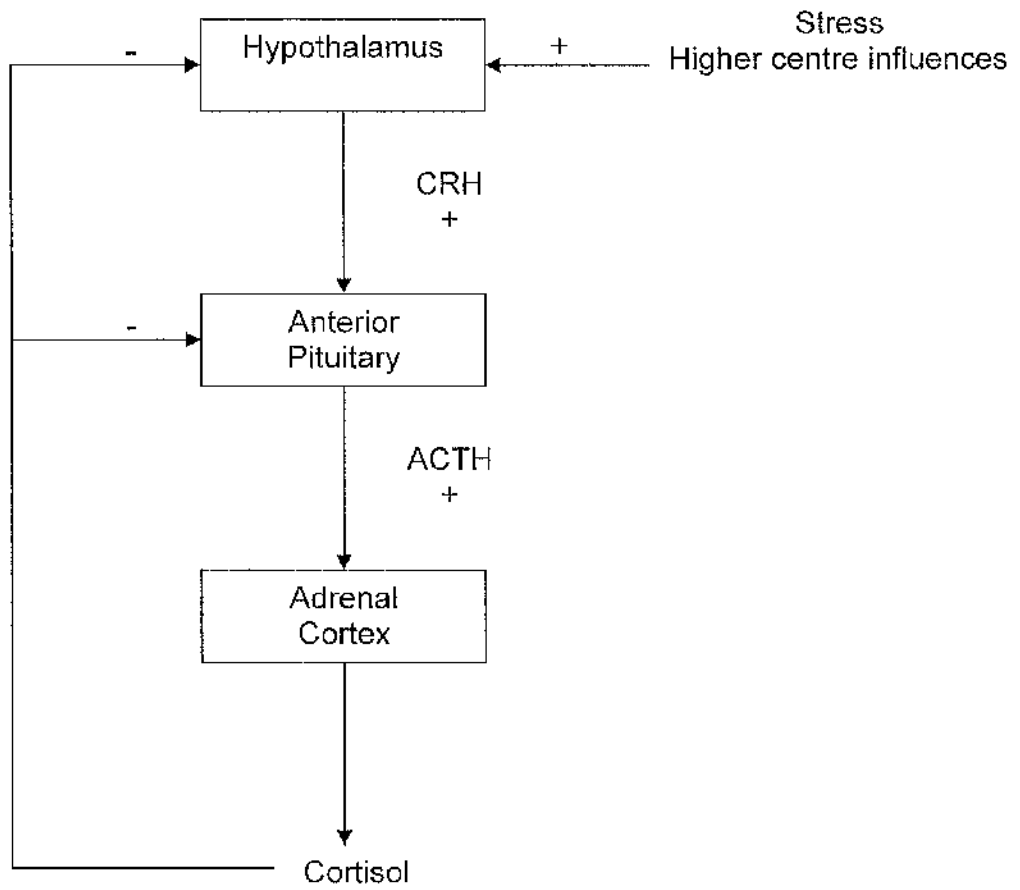 Stress
Higher centre influences
-
Hypothalamus
+
CRH
+
-
Anterior
Pituitary
ACTH
+
Adrenal
Cortex
Cortisol